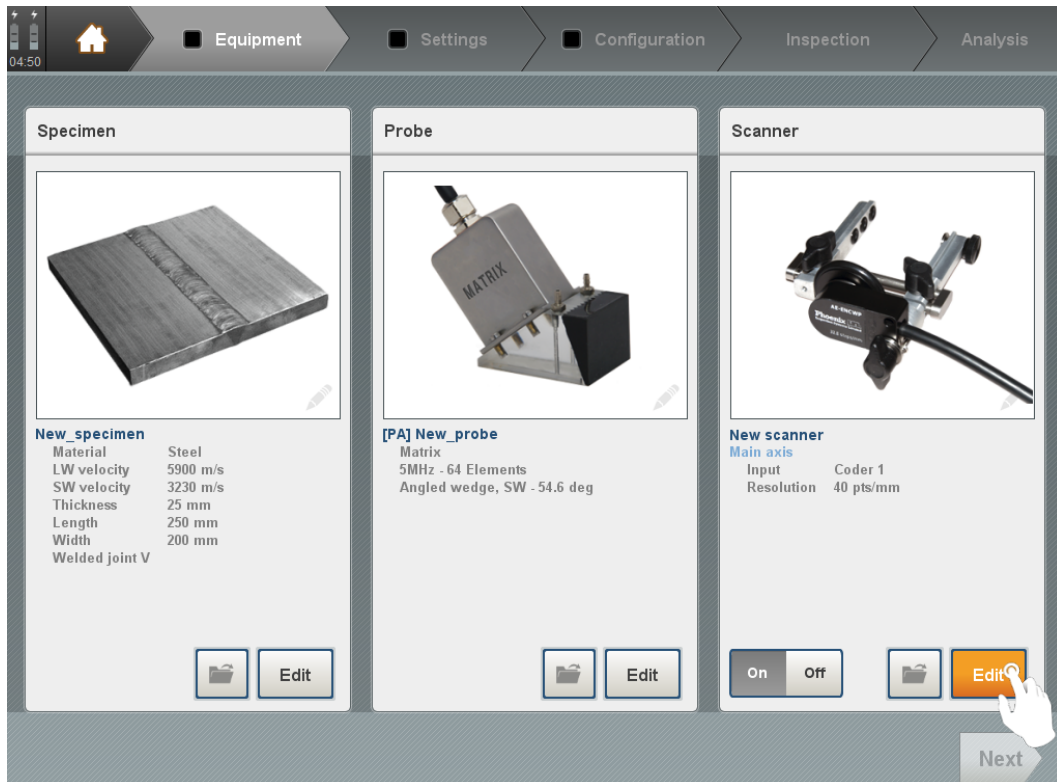 04:50
Equipment
Settings
Configuration
Inspection
Analysis
Specimen
New_specimen
Material Steel
LW velocity 5900 m/s
SW velocity 3230 m/s
Thickness 25 mm
Length 250 mm
Width 200 mm
Welded joint V
Edit
Probe
MATRIX
[PA] New_probe
Matrix
5MHz - 64 Elements
Angled wedge, SW - 54.6 deg
Edit
Scanner
AE-ENCWP
Phoenix
New scanner
Main axis
Input Coder 1
Resolution 40 pts/mm
On Off
Edit
Next